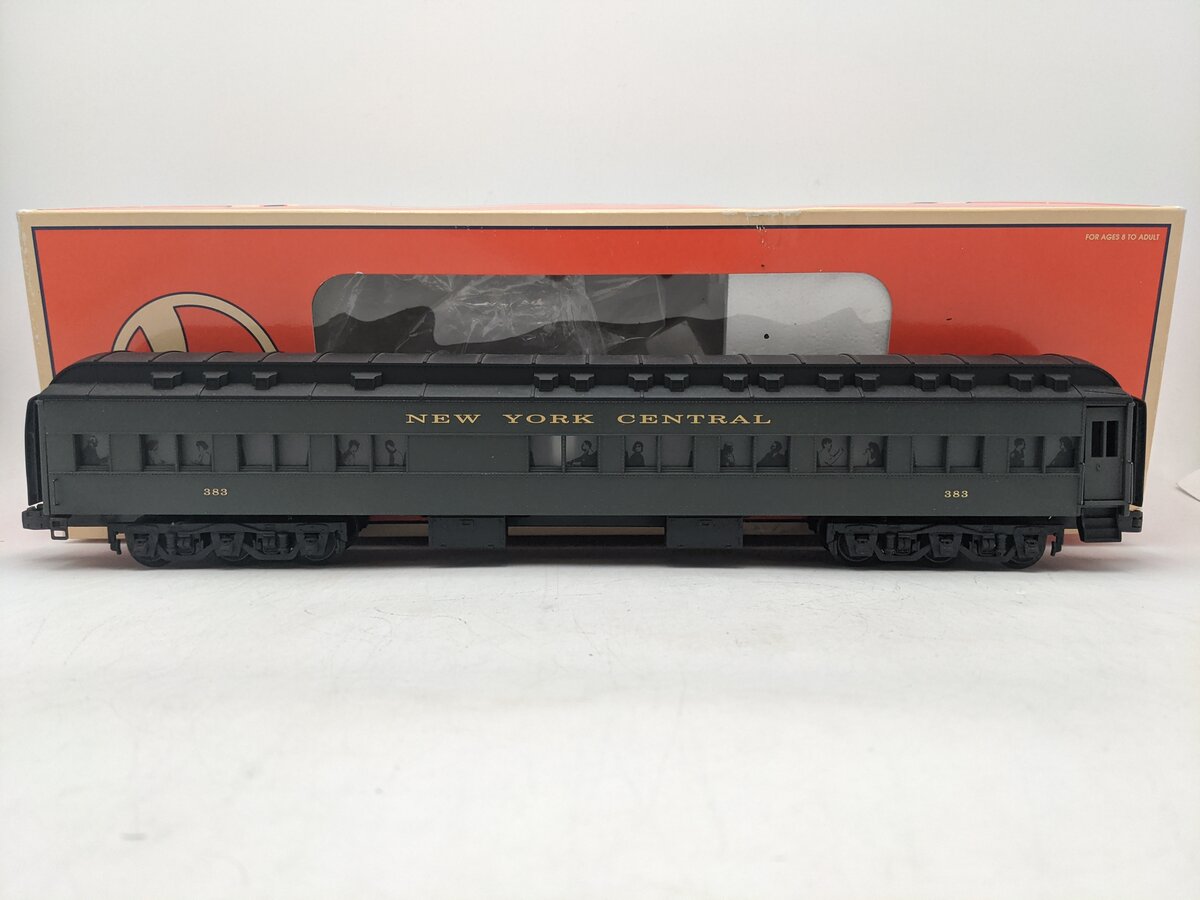 FOR AGES 8 TO ADULT
NEW YORK CENTRAL
383
383